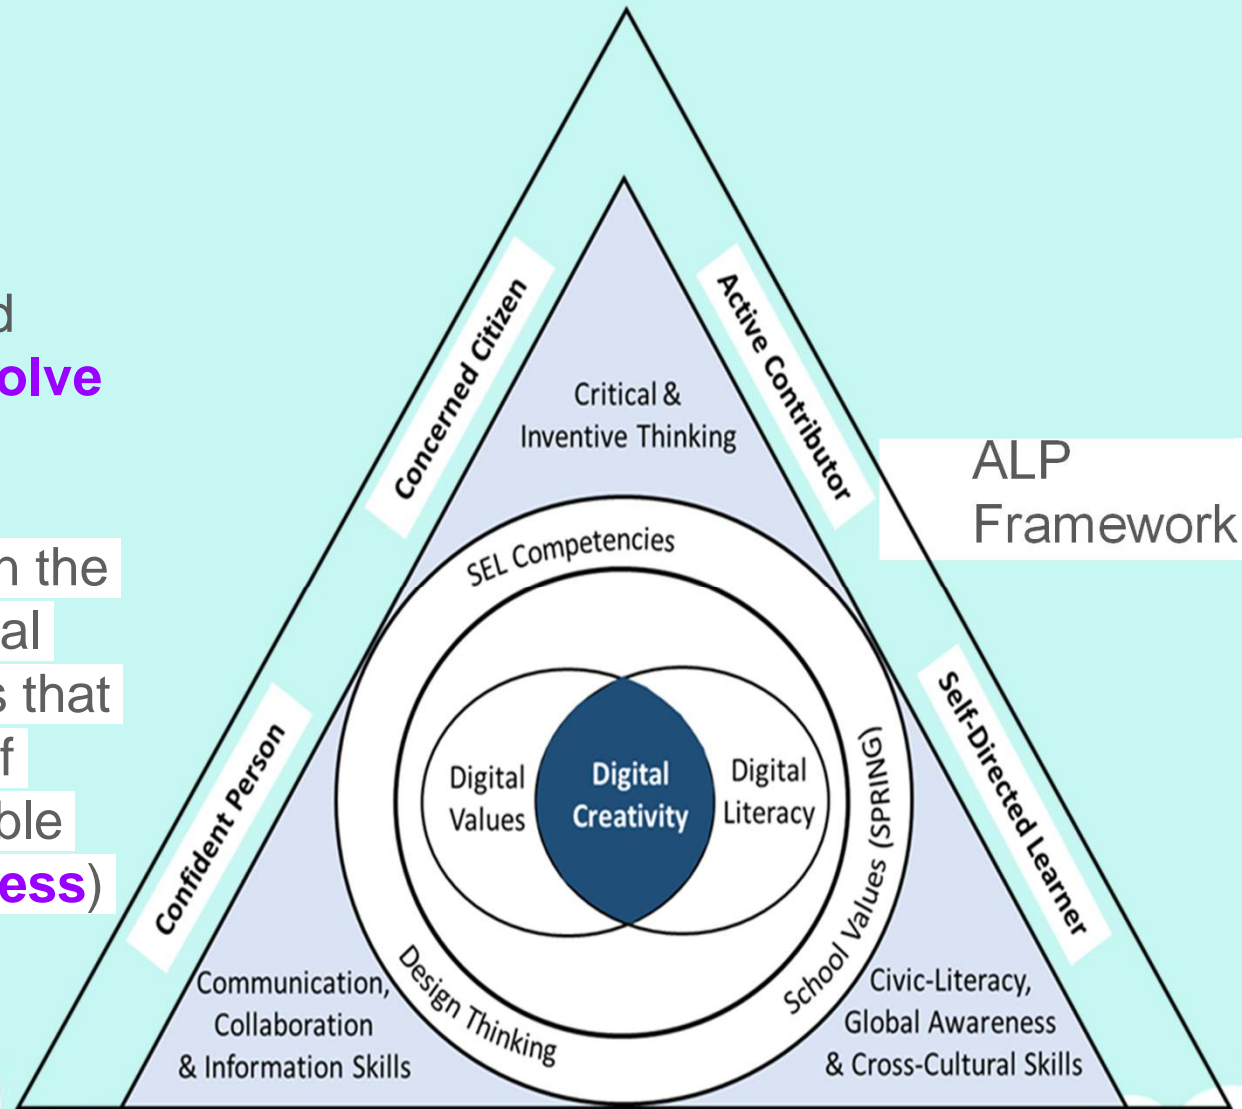 d
olve
n the
al
s that
f
ble
ess)
Concerned Citizen
Active Contributor
Critical &
Inventive Thinking
ALP
Framework
SEL Competencies
Confident Person
Self-Directed Learner
Digital
Values
Digital
Creativity
Digital
Literacy
School Values (SPRING)
Design Thinking
Communication,
Collaboration
& Information Skills
Civic-Literacy,
Global Awareness
& Cross-Cultural Skills